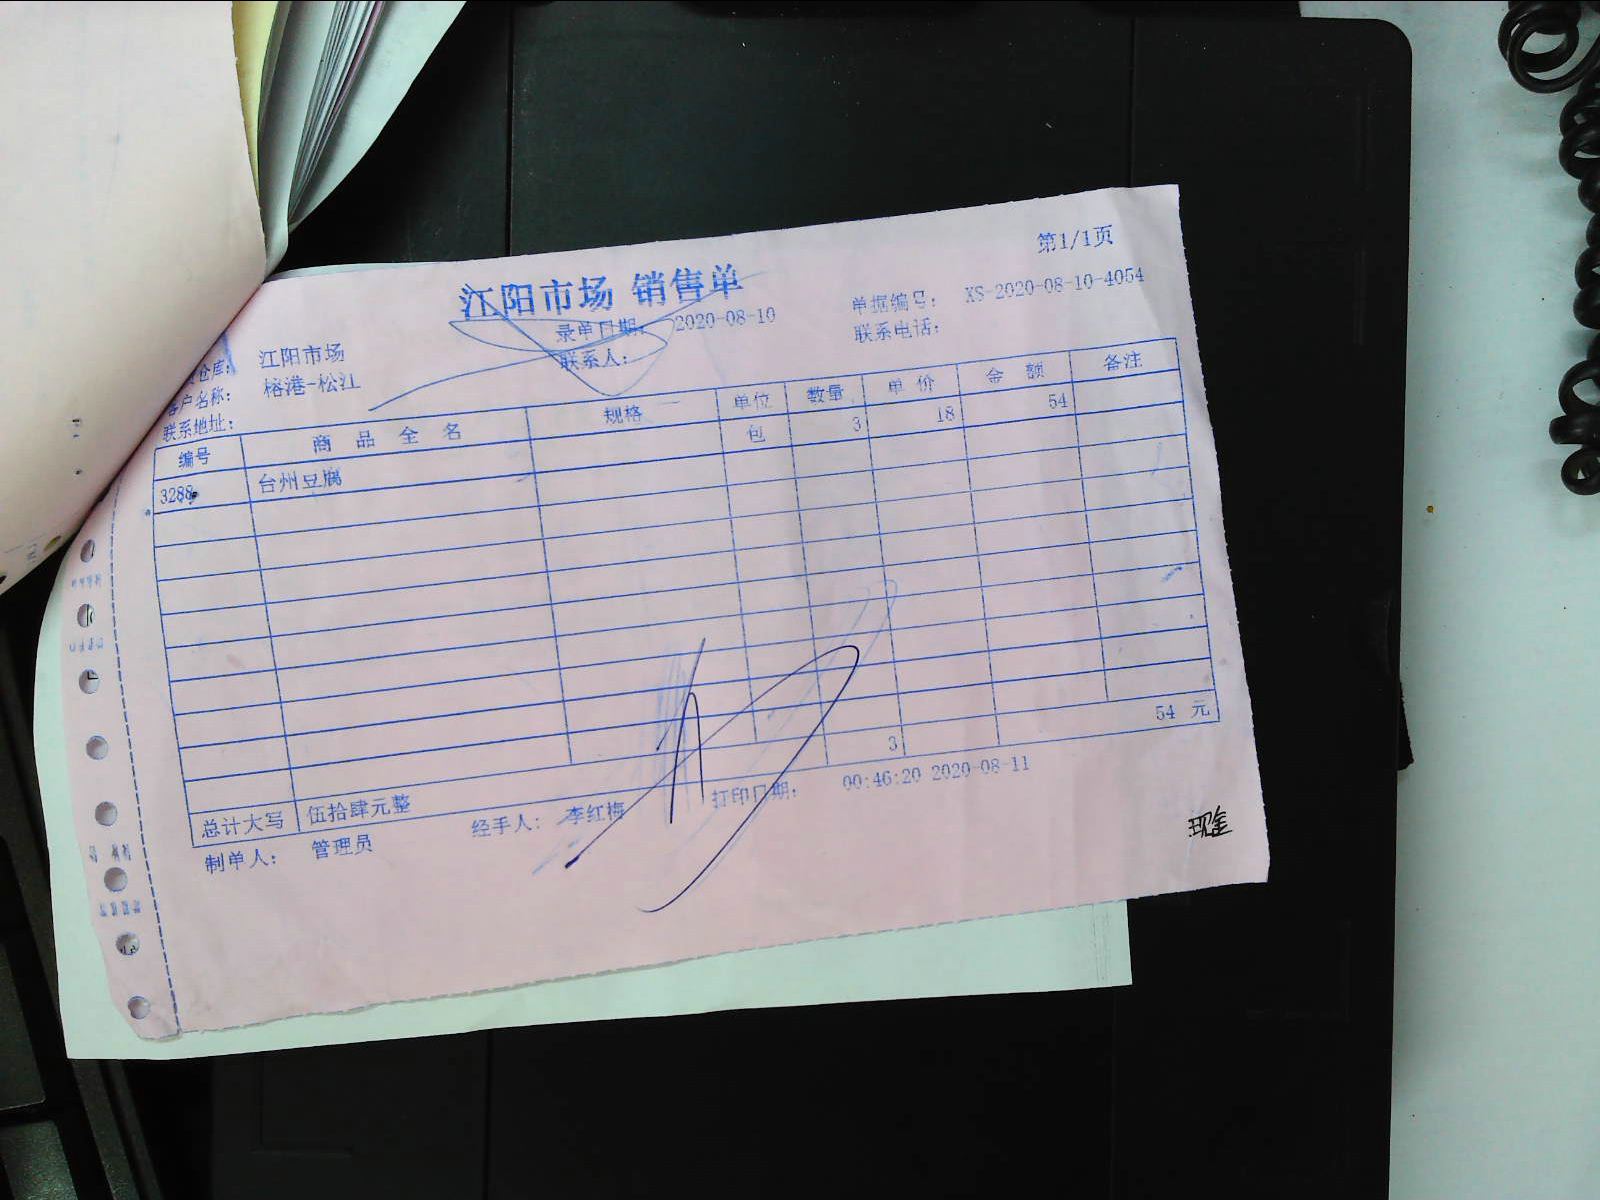 第1/1页
江阳市场 销售单
录单日期: 2020-08-10 单据编号: XS-2020-08-10-4054
仓库: 江阳市场 联系人: 联系电话:
客户名称: 榕港-松江
联系地址:
编号 商品全名 规格 单位 数量 单价 金额 备注
3288 台州豆腐 包 3 18 54
3 54 元
总计大写 伍拾肆元整
制单人: 管理员 经手人: 李红梅 打印日期: 00:46:20 2020-08-11
现金